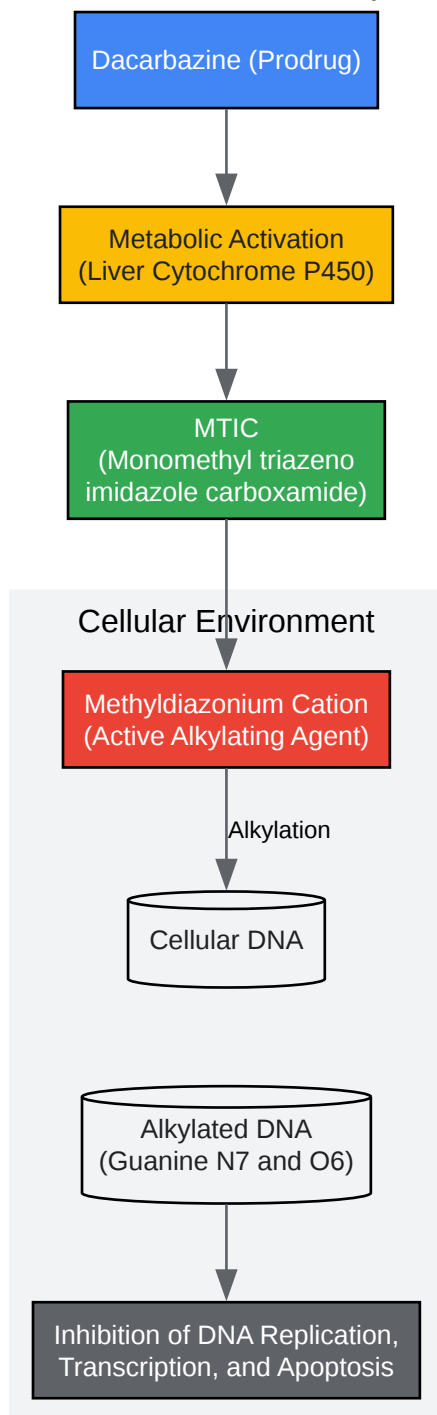 Dacarbazine (Prodrug)
Metabolic Activation
(Liver Cytochrome P450)
MTIC
(Monomethyl triazeno
imidazole carboxamide)
Cellular Environment
Methyldiazonium Cation
(Active Alkylating Agent)
Alkylation
Cellular DNA
Alkylated DNA
(Guanine N7 and O6)
Inhibition of DNA Replication,
Transcription, and Apoptosis